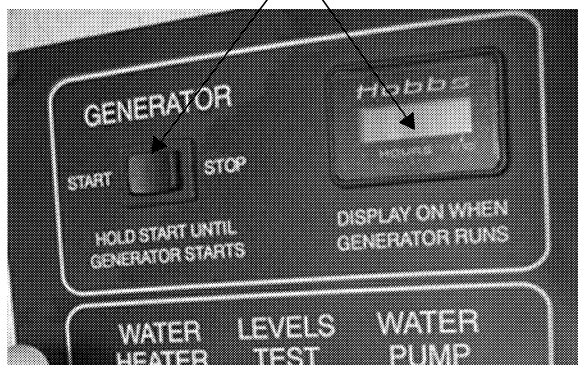 GENERATOR
START
STOP
HOLD START UNTIL
GENERATOR STARTS
Hobbs
HOURS
DISPLAY ON WHEN
GENERATOR RUNS
WATER
HEATER
LEVELS
TEST
WATER
PUMP